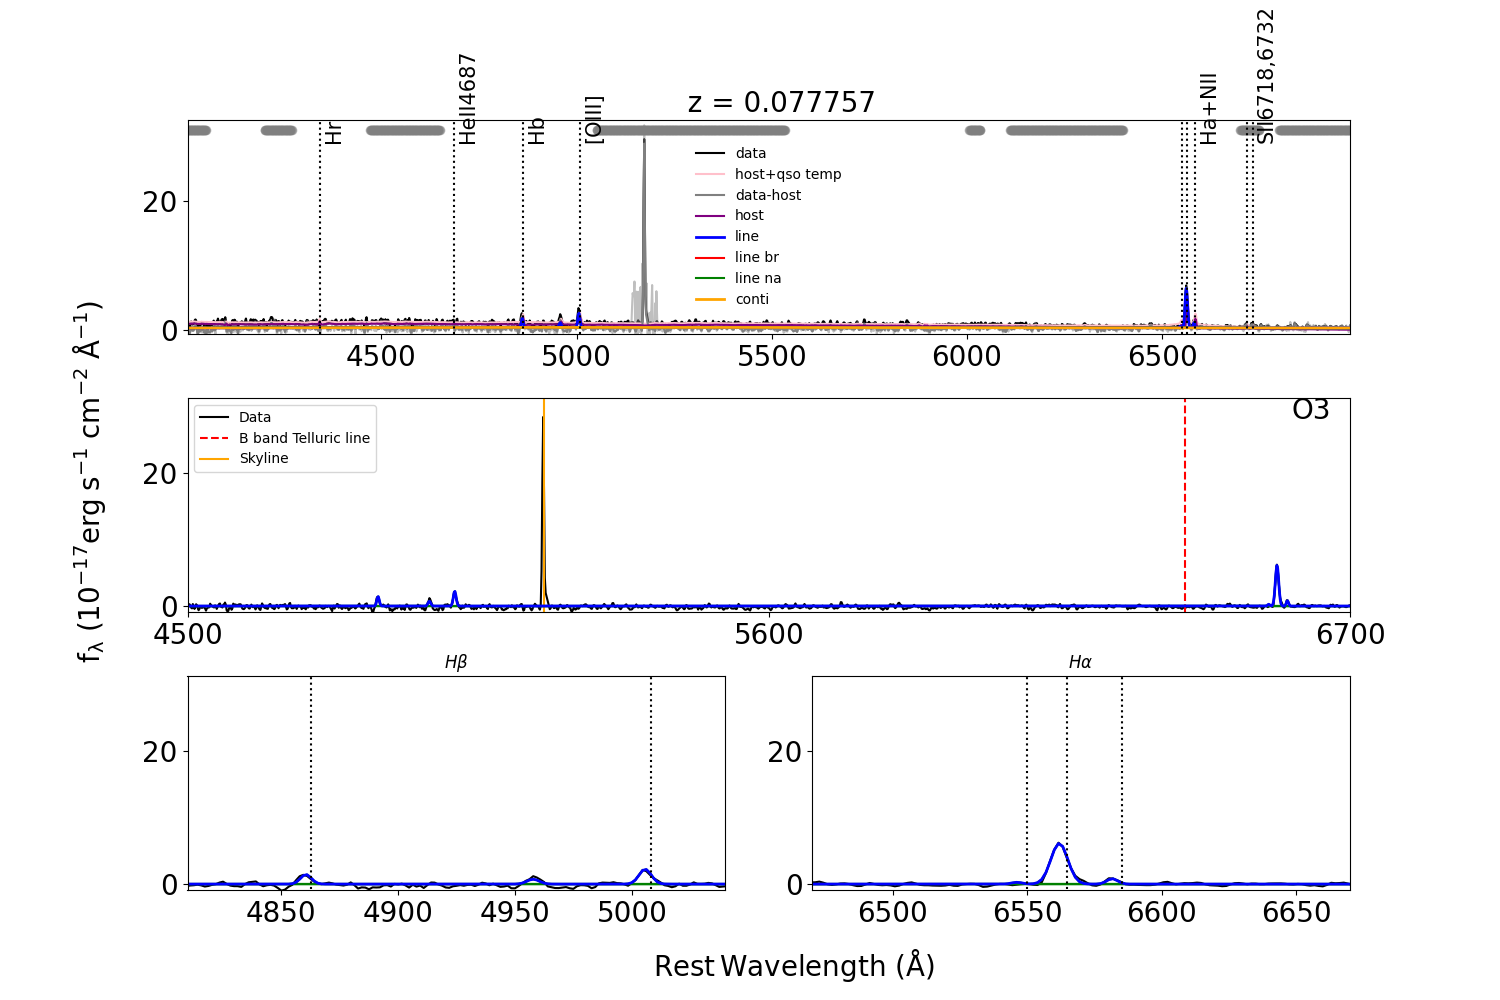 z = 0.077757
Hr
HeII4687
Hb
[OIII]
Ha+NII
SII6718,6732
data
host+qso temp
data-host
host
line
line br
line na
conti
20
0
4500
5000
5500
6000
6500
fλ (10−17erg s−1 cm−2 Å−1)
Data
B band Telluric line
Skyline
O3
20
0
4500
5600
6700
Hβ
20
0
4850
4900
4950
5000
Hα
20
0
6500
6550
6600
6650
Rest Wavelength (Å)